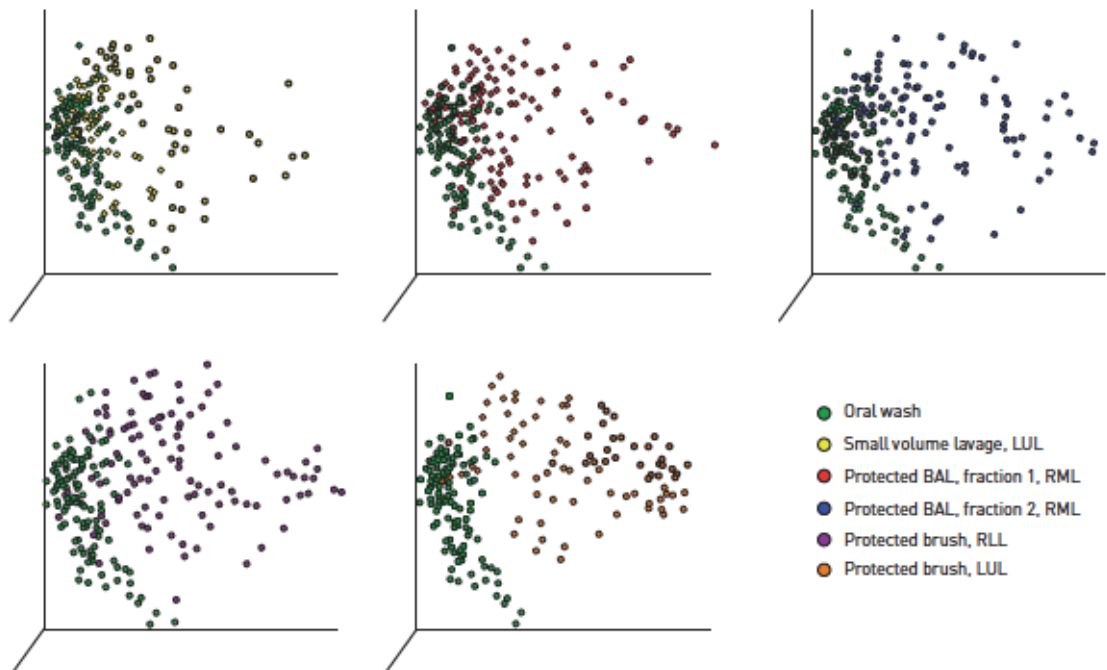 Oral wash
Small volume lavage, LUL
Protected BAL, fraction 1, RML
Protected BAL, fraction 2, RML
Protected brush, RLL
Protected brush, LUL